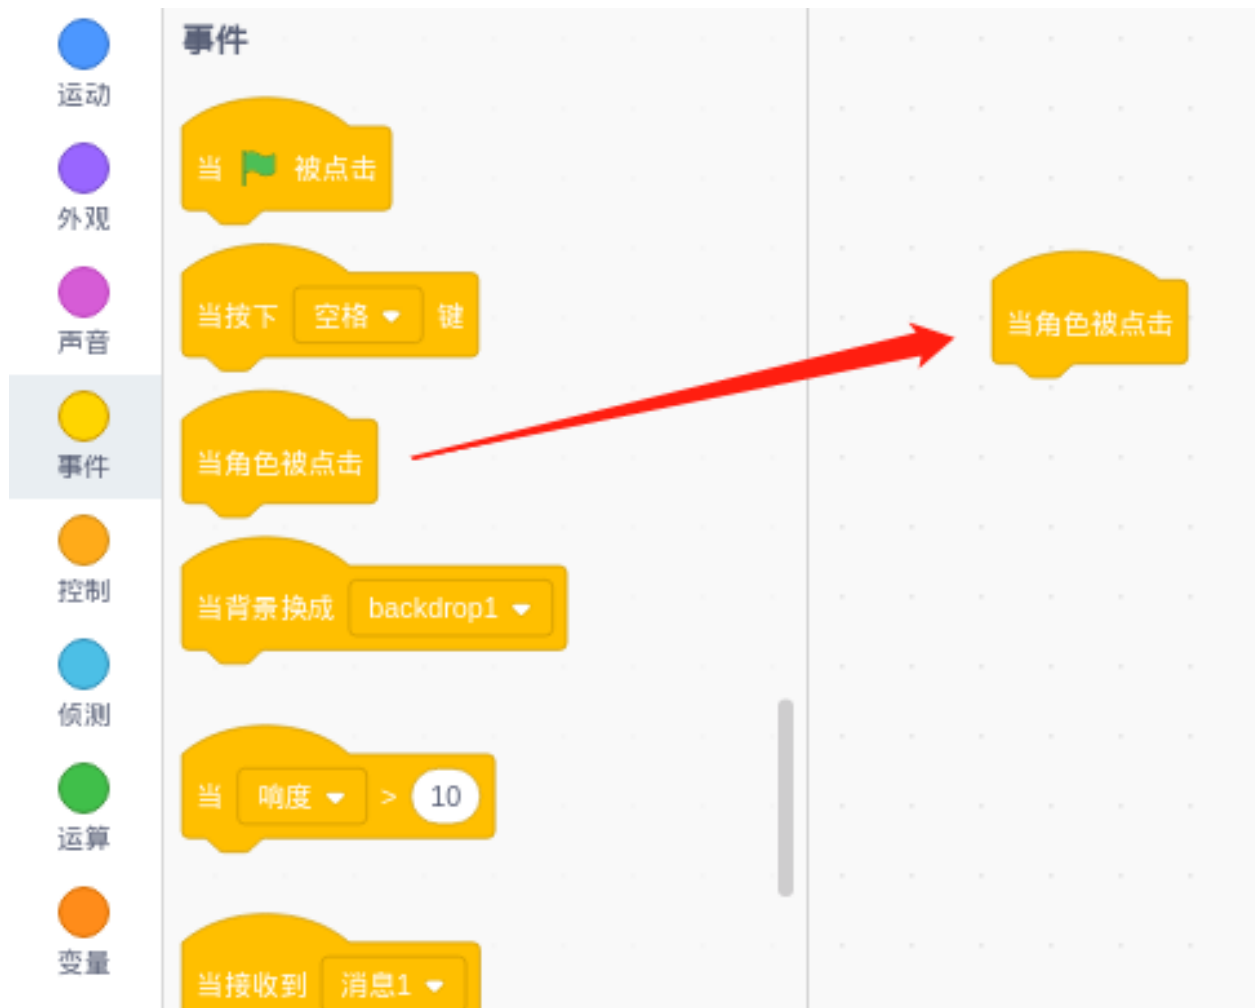 运动
外观
声音
事件
控制
侦测
运算
变量
事件
当 被点击
当按下 空格 键
当角色被点击
当背景换成 backdrop1
当 响度 > 10
当接收到 消息1
当角色被点击